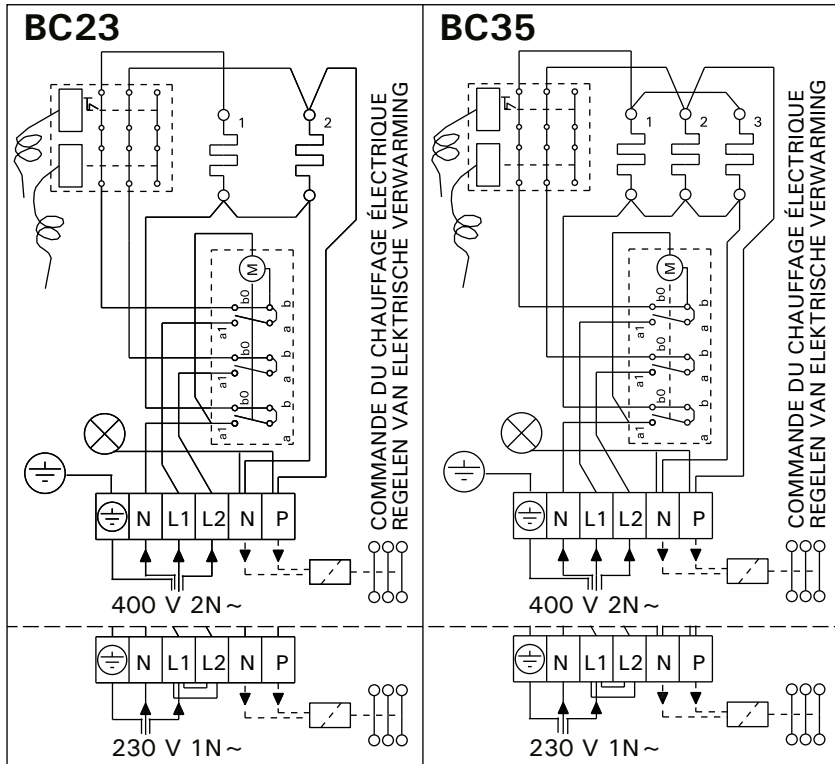 BC23
1 2
COMMANDE DU CHAUFFAGE ÉLECTRIQUE
REGELEN VAN ELEKTRISCHE VERWARMING
M
b0 b
a1 a
b0 b
a1 a
b0 b
a1 a
N L1 L2 N P
400 V 2N ~
N L1 L2 N P
230 V 1N ~
BC35
1 2 3
COMMANDE DU CHAUFFAGE ÉLECTRIQUE
REGELEN VAN ELEKTRISCHE VERWARMING
M
b0 b
a1 a
b0 b
a1 a
b0 b
a1 a
N L1 L2 N P
400 V 2N ~
N L1 L2 N P
230 V 1N ~